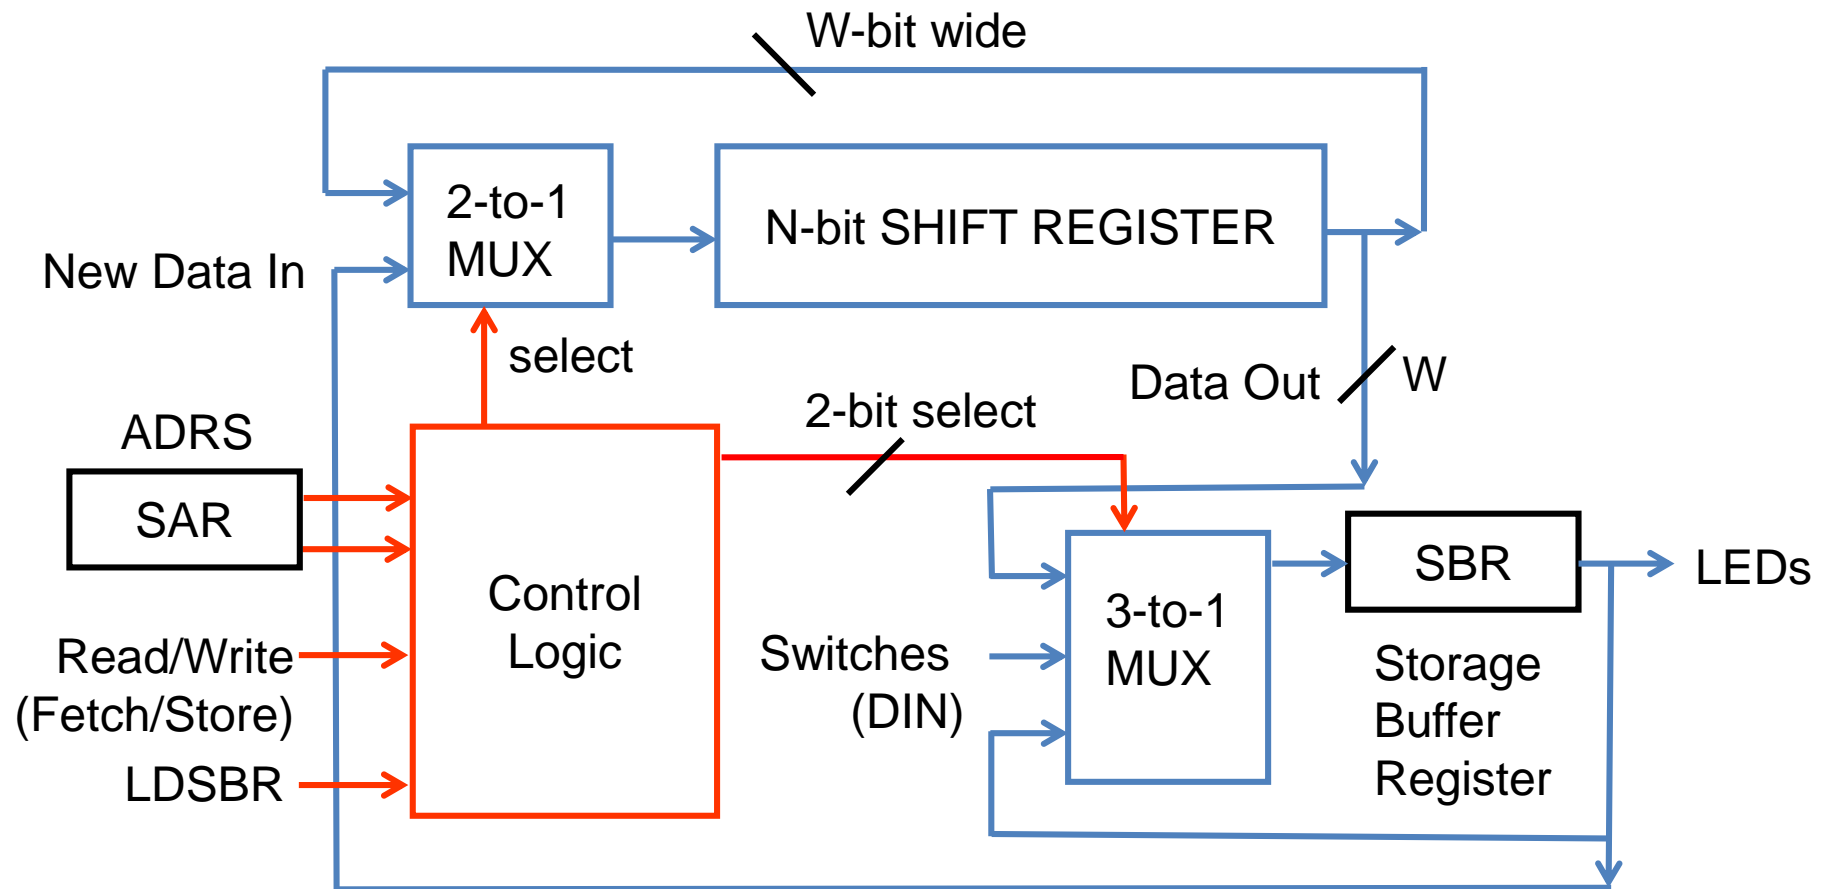 W-bit wide
2-to-1
MUX
N-bit SHIFT REGISTER
New Data In
select
Data Out
W
2-bit select
ADRS
SAR
Control
Logic
Read/Write
(Fetch/Store)
LDSBR
Switches
(DIN)
3-to-1
MUX
SBR
LEDs
Storage
Buffer
Register